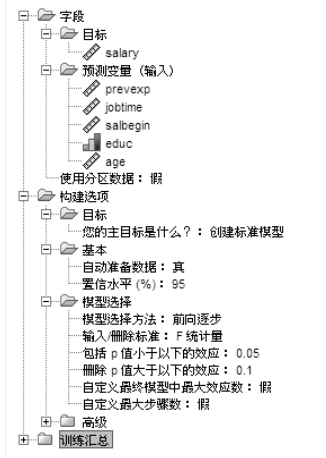 字段
目标
salary
预测变量（输入）
prevexp
jobtime
salbegin
educ
age
使用分区数据：假
构建选项
目标
您的主目标是什么？：创建标准模型
基本
自动准备数据：真
置信水平 (%)：95
模型选择
模型选择方法：前向逐步
输入/删除标准：F 统计量
包括 p 值小于以下的效应：0.05
删除 p 值大于以下的效应：0.1
自定义最终模型中最大效应数：假
自定义最大步骤数：假
高级
训练汇总